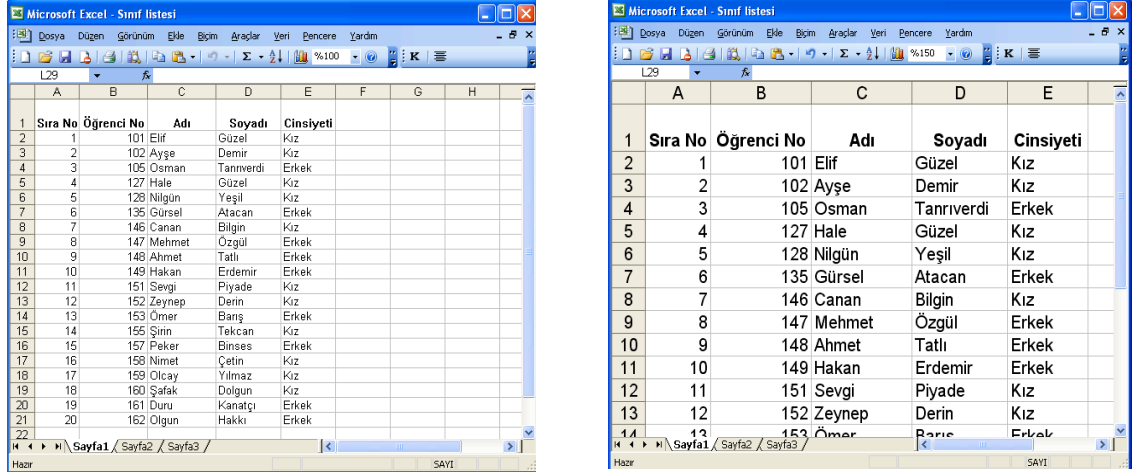 Microsoft Excel - Sınıf listesi
Dosya Düzen Görünüm Ekle Biçim Araçlar Veri Pencere Yardım
%100 K
L29 fx
A B C D E F G H
1 Sıra No Öğrenci No Adı Soyadı Cinsiyeti
2 1 101 Elif Güzel Kız
3 2 102 Ayşe Demir Kız
4 3 105 Osman Tanrıverdi Erkek
5 4 127 Hale Güzel Kız
6 5 128 Nilgün Yeşil Kız
7 6 135 Gürsel Atacan Erkek
8 7 146 Canan Bilgin Kız
9 8 147 Mehmet Özgül Erkek
10 9 148 Ahmet Tatlı Erkek
11 10 149 Hakan Erdemir Erkek
12 11 151 Sevgi Piyade Kız
13 12 152 Zeynep Derin Kız
14 13 153 Ömer Barış Erkek
15 14 155 Şirin Tekcan Kız
16 15 157 Peker Binses Erkek
17 16 158 Nimet Çetin Kız
18 17 159 Olcay Yılmaz Kız
19 18 160 Şafak Dolgun Kız
20 19 161 Duru Kanatçı Erkek
21 20 162 Olgun Hakkı Erkek
22
Sayfa1 Sayfa2 Sayfa3
Hazır SAYI
Microsoft Excel - Sınıf listesi
Dosya Düzen Görünüm Ekle Biçim Araçlar Veri Pencere Yardım
%150 K
L29 fx
A B C D E
1 Sıra No Öğrenci No Adı Soyadı Cinsiyeti
2 1 101 Elif Güzel Kız
3 2 102 Ayşe Demir Kız
4 3 105 Osman Tanrıverdi Erkek
5 4 127 Hale Güzel Kız
6 5 128 Nilgün Yeşil Kız
7 6 135 Gürsel Atacan Erkek
8 7 146 Canan Bilgin Kız
9 8 147 Mehmet Özgül Erkek
10 9 148 Ahmet Tatlı Erkek
11 10 149 Hakan Erdemir Erkek
12 11 151 Sevgi Piyade Kız
13 12 152 Zeynep Derin Kız
14 13 153 Ömer Barış Erkek
Sayfa1 Sayfa2 Sayfa3
Hazır SAYI